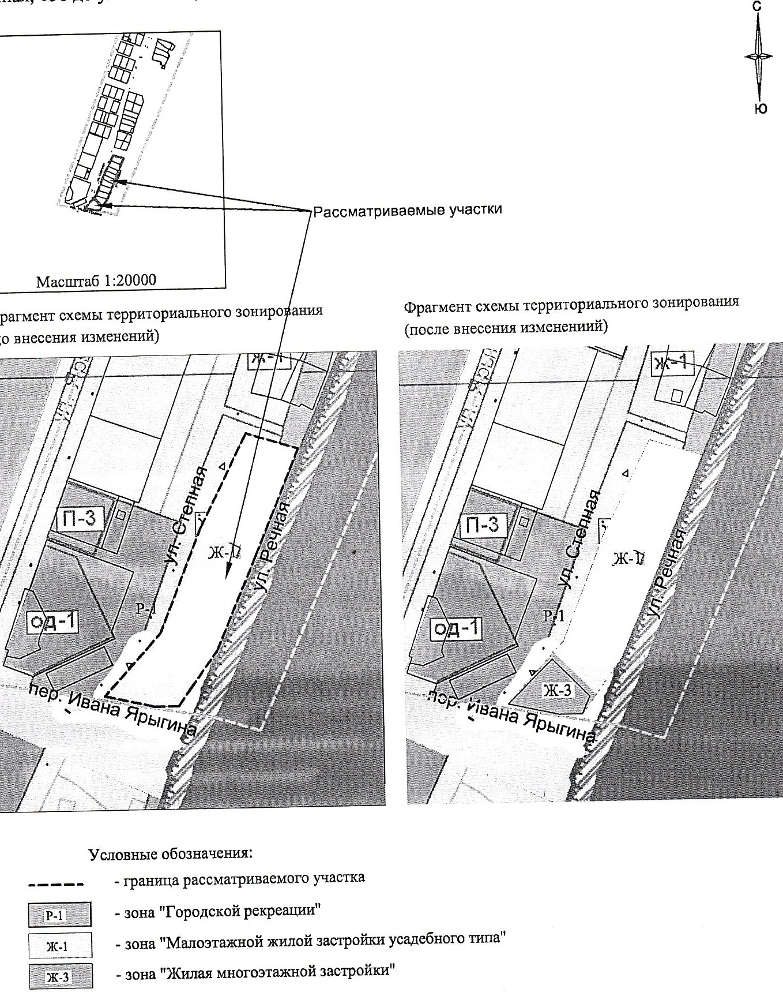 С
Ю
Рассматриваемые участки
Масштаб 1:20000
рагмент схемы территориального зонирования
до внесения изменений)
Фрагмент схемы территориального зонирования
(после внесения измененийй)
Ж-1
П-3
ул. Степная
Ж-1
ул. Речная
Р-1
ОД-1
пер. Ивана Ярыгина
Ж-1
П-3
ул. Степная
Ж-1
ул. Речная
Р-1
ОД-1
Ж-3
пер. Ивана Ярыгина
Условные обозначения:
- граница рассматриваемого участка
Р-1 - зона "Городской рекреации"
Ж-1 - зона "Малоэтажной жилой застройки усадебного типа"
Ж-3 - зона "Жилая многоэтажной застройки"